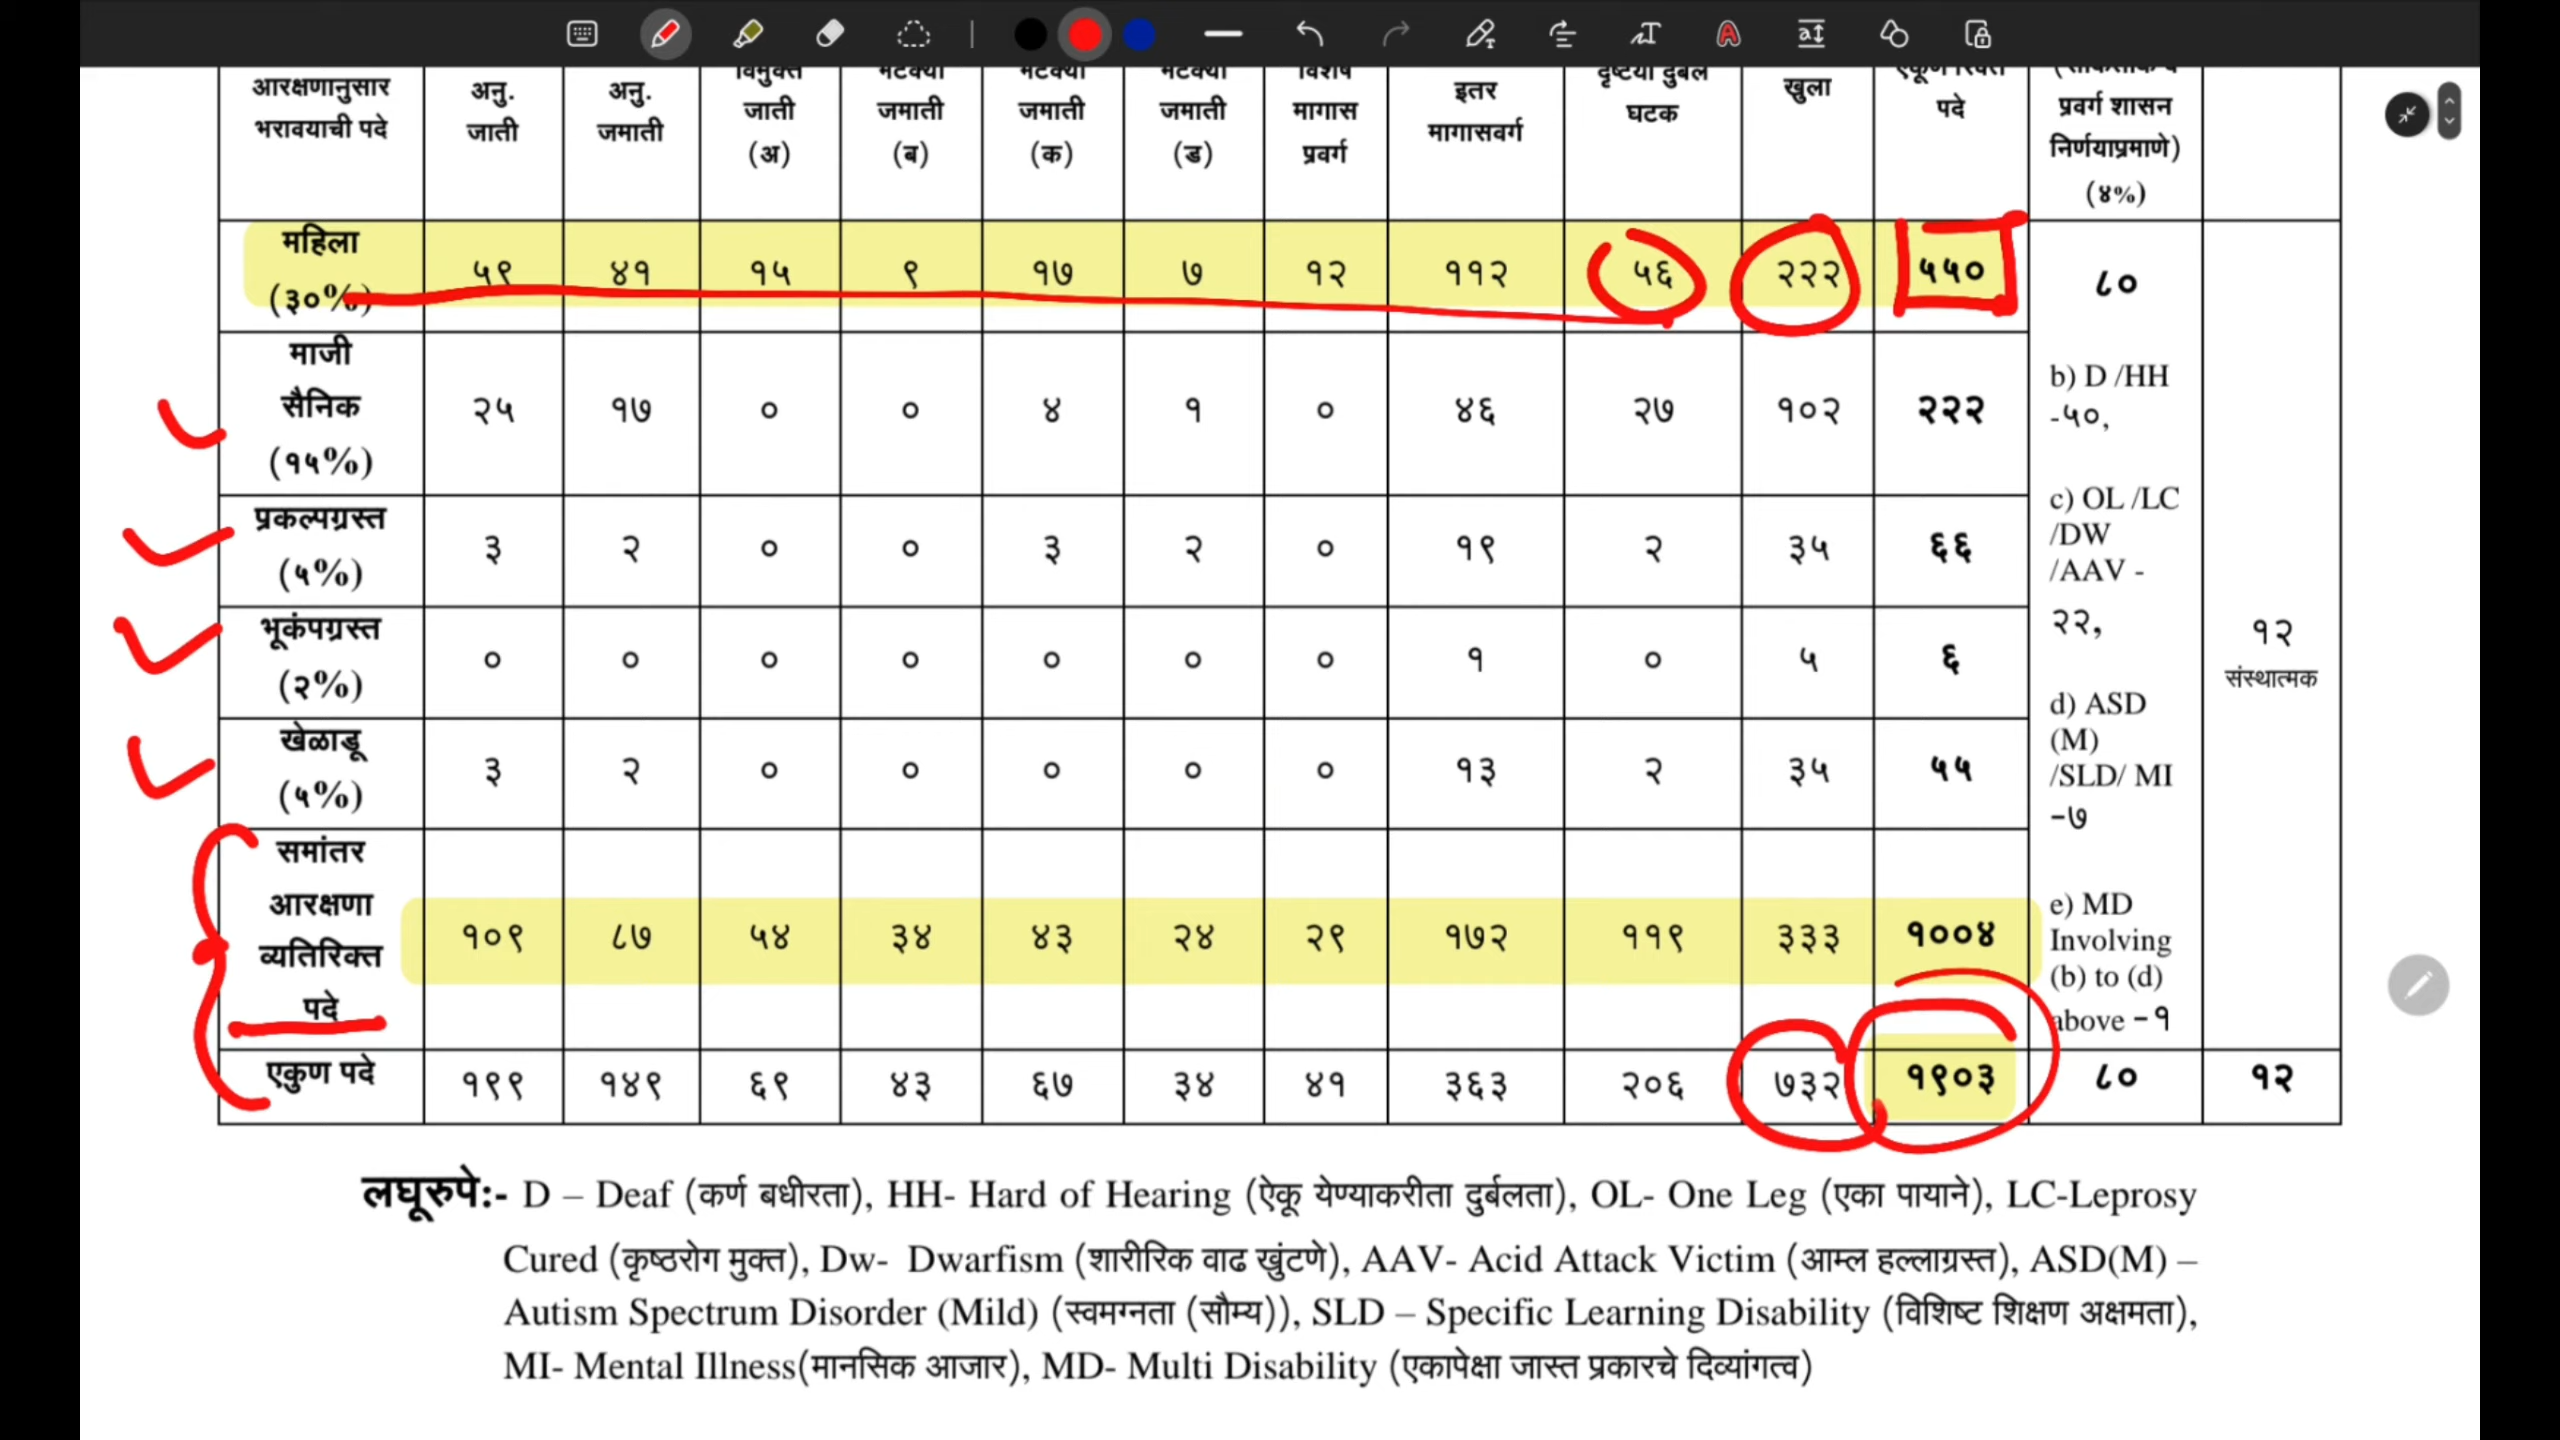 आरक्षणानुसार भरावयाची पदे अनु. जाती अनु. जमाती विमुक्त जाती (अ) भटक्या जमाती (ब) भटक्या जमाती (क) भटक्या जमाती (ड) विशेष मागास प्रवर्ग इतर मागासवर्ग दृष्टया दुर्बल घटक खुला एकूण रिक्त पदे प्रवर्ग शासन निर्णयाप्रमाणे) (४%)
महिला (३०%) ५९ ४१ १५ ९ १७ ७ १२ ११२ ५६ २२२ ५५० ८०
माजी सैनिक (१५%) २५ १७ ० ० ४ १ ० ४६ २७ १०२ २२२ b) D /HH -५०,
प्रकल्पग्रस्त (५%) ३ २ ० ० ३ २ ० १९ २ ३५ ६६ c) OL /LC /DW /AAV -
भूकंपग्रस्त (२%) ० ० ० ० ० ० ० १ ० ५ ६ २२, १२ संस्थात्मक
खेळाडू (५%) ३ २ ० ० ० ० ० १३ २ ३५ ५५ d) ASD (M) /SLD/ MI -७
समांतर आरक्षणा व्यतिरिक्त पदे १०९ ८७ ५४ ३४ ४३ २४ २९ १७२ ११९ ३३३ १००४ e) MD Involving (b) to (d) above -१
एकुण पदे १९९ १४९ ६९ ४३ ६७ ३४ ४१ ३६३ २०६ ७३२ १९०३ ८० १२
लघूरुपे:- D – Deaf (कर्ण बधीरता), HH- Hard of Hearing (ऐकू येण्याकरीता दुर्बलता), OL- One Leg (एका पायाने), LC-Leprosy
Cured (कृष्ठरोग मुक्त), Dw- Dwarfism (शारीरिक वाढ खुंटणे), AAV- Acid Attack Victim (आम्ल हल्लाग्रस्त), ASD(M) –
Autism Spectrum Disorder (Mild) (स्वमग्नता (सौम्य)), SLD – Specific Learning Disability (विशिष्ट शिक्षण अक्षमता),
MI- Mental Illness(मानसिक आजार), MD- Multi Disability (एकापेक्षा जास्त प्रकारचे दिव्यांगत्व)